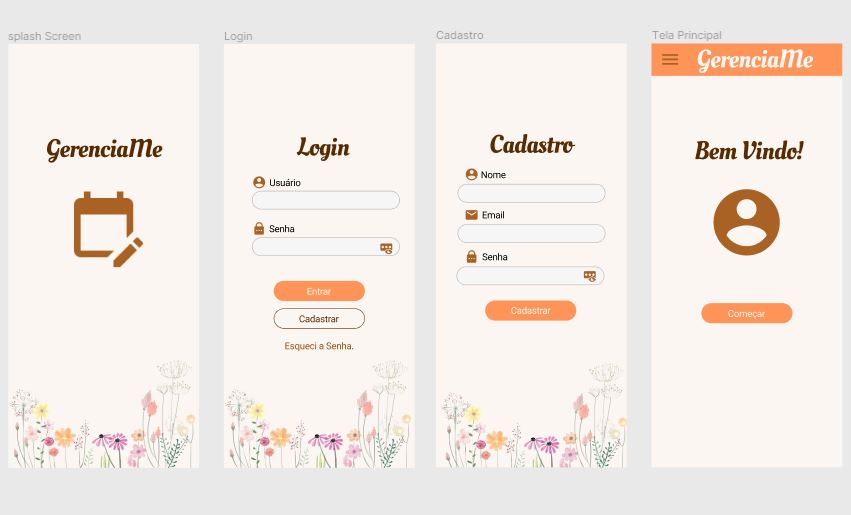 splash Screen
GerenciaMe
Login
Login
Usuário
Senha
Entrar
Cadastrar
Esqueci a Senha.
Cadastro
Cadastro
Nome
Email
Senha
Cadastrar
Tela Principal
GerenciaMe
Bem Vindo!
Começar